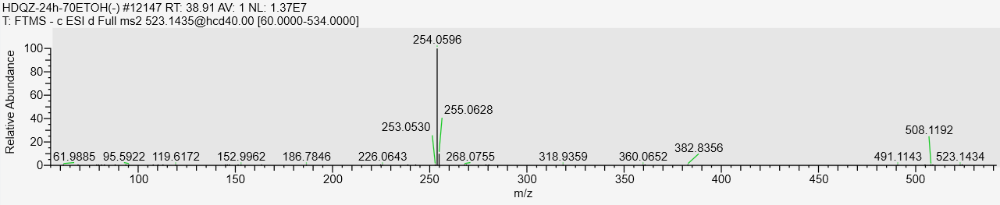 HDQZ-24h-70ETOH(-) #12147 RT: 38.91 AV: 1 NL: 1.37E7
T: FTMS - c ESI d Full ms2 523.1435@hcd40.00 [60.0000-534.0000]
254.0596
100
80
255.0628
60
253.0530
508.1192
40
382.8356
20
61.9885 95.5922 119.6172 152.9962 186.7846 226.0643 268.0755 318.9359 360.0652 491.1143 523.1434
0
Relative Abundance
100 150 200 250 300 350 400 450 500
m/z